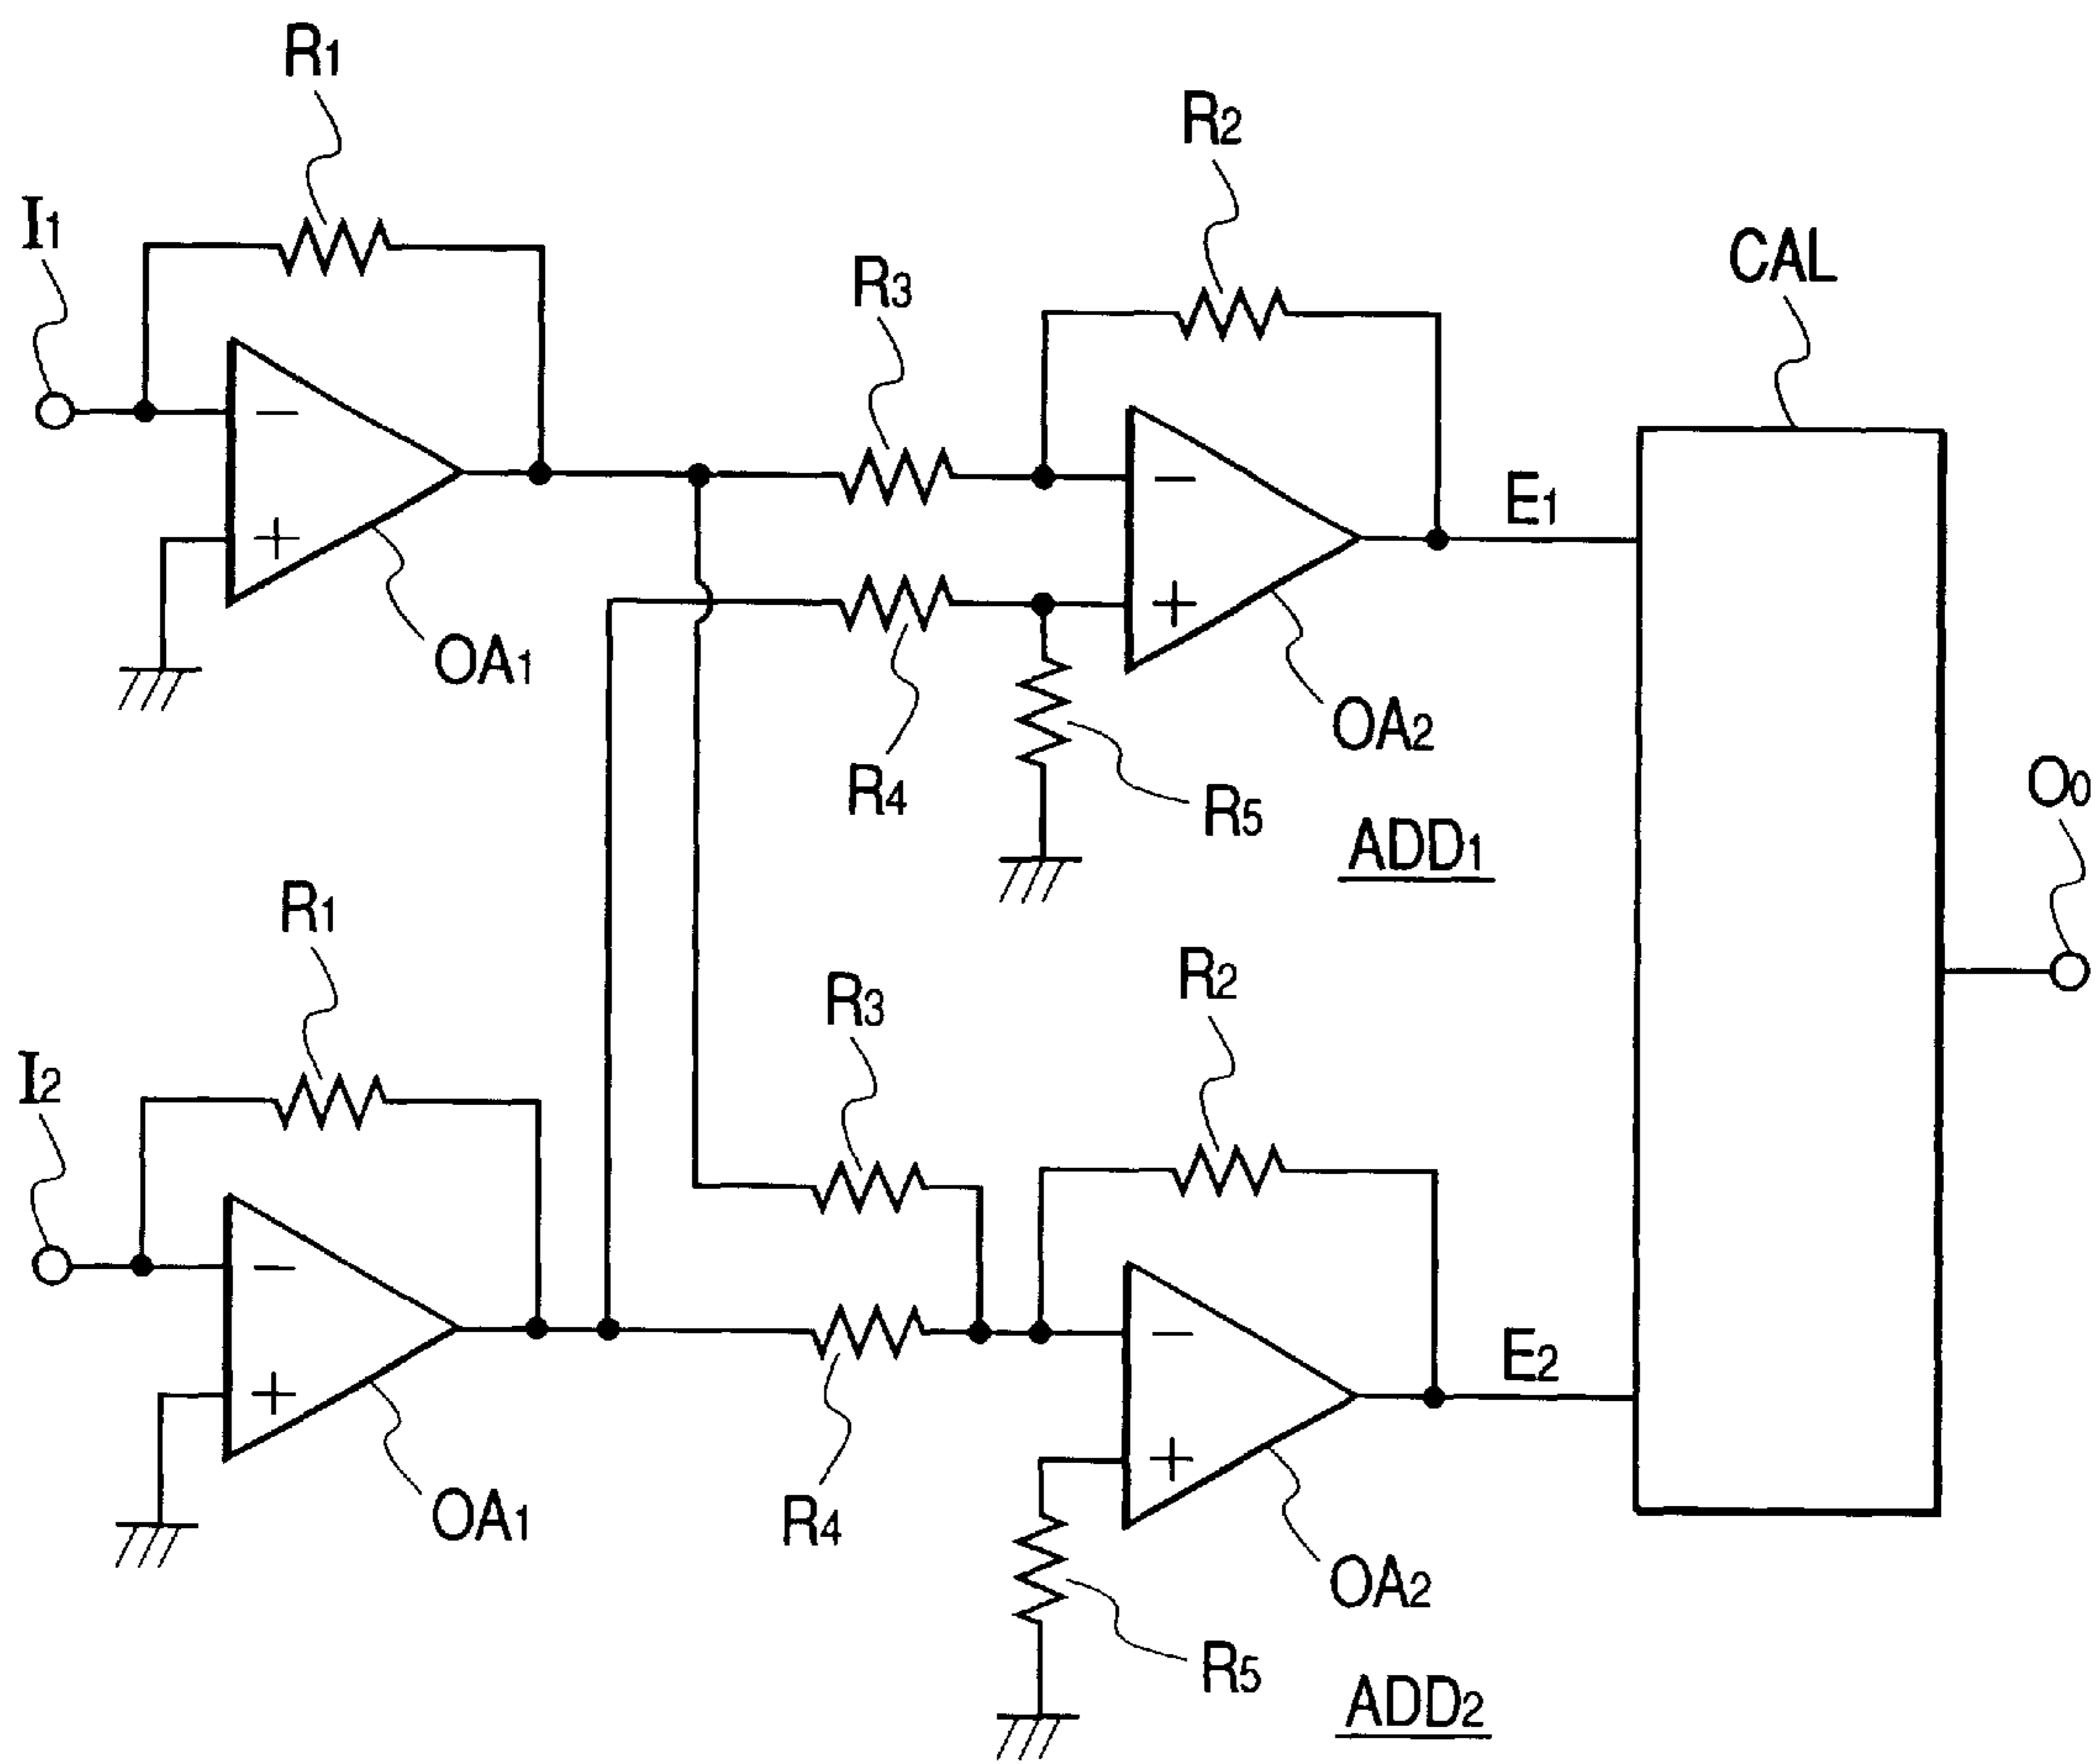 R1
R2
I1
CAL
R3
−
−
E1
+
+
OA1
OA2
R4
R5
O0
ADD1
R1
R2
R3
I2
−
−
E2
+
+
OA1
R4
OA2
R5
ADD2